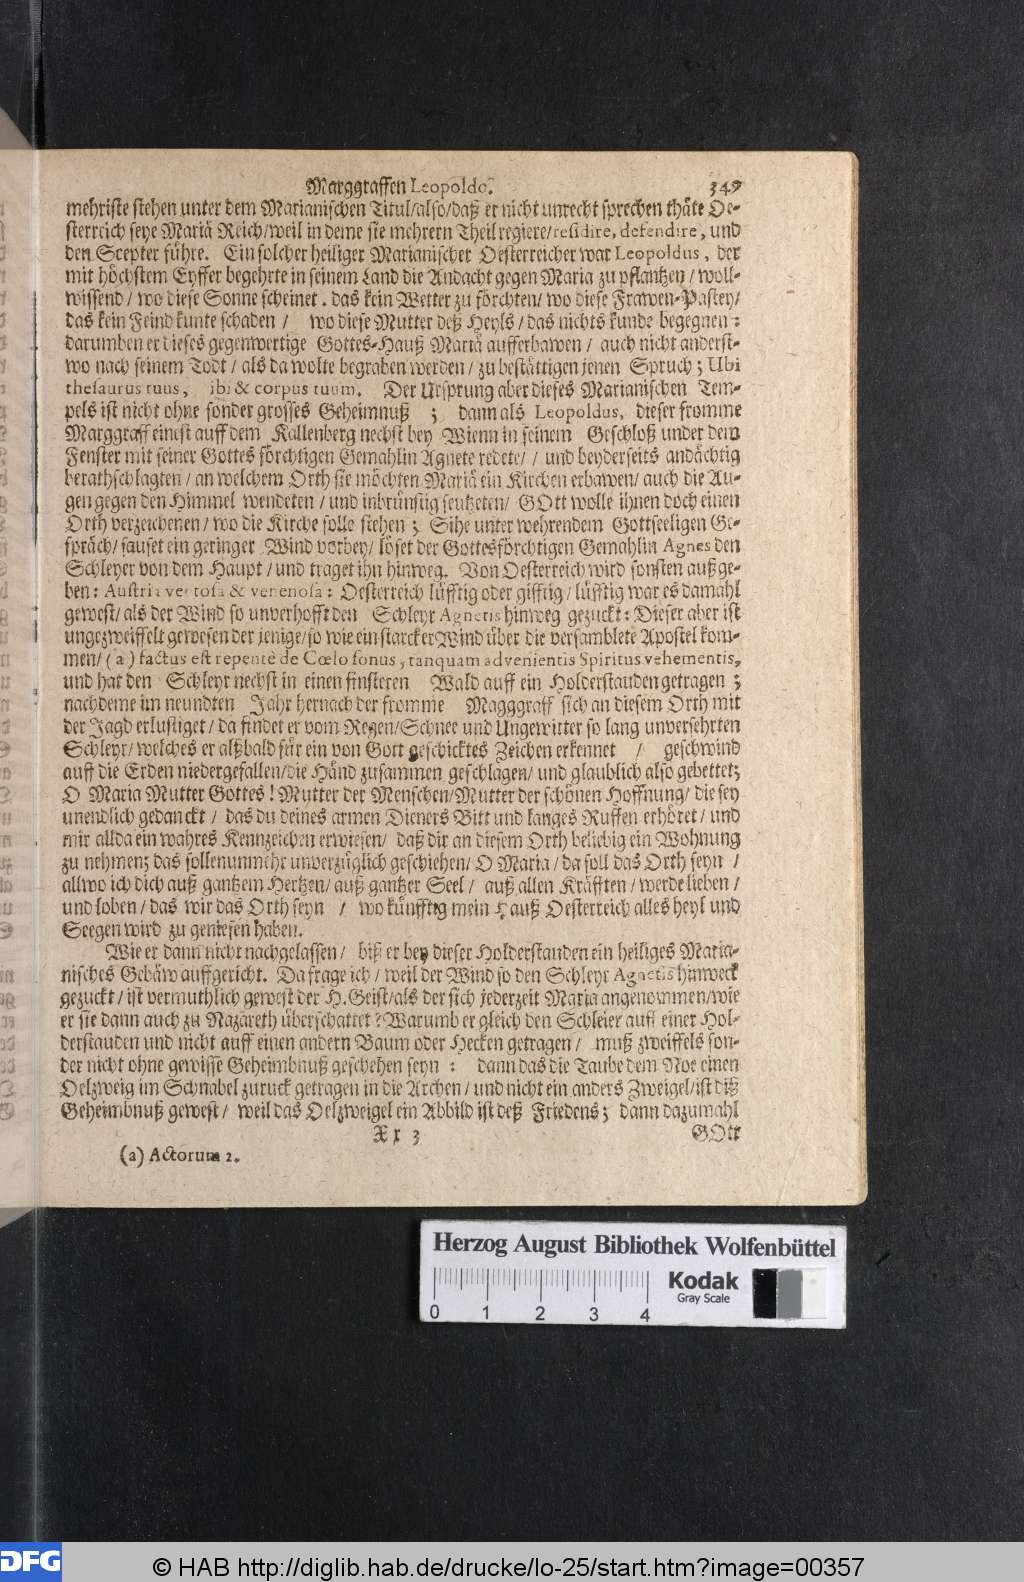 Marggraffen Leopoldo. 349
mehriste stehen unter dem Marianischen Titul/also/daß er nicht unrecht sprechen thäte Oe-
sterreich seye Mariä Reich/weil in deme sie mehrern Theil regiere/residire, defendire, und
den Scepter führe. Ein solcher heiliger Marianischer Oesterreicher war Leopoldus, der
mit höchstem Eyffer begehrte in seinem Land die Andacht gegen Maria zu pflantzen/ woll-
wissend/ wo diese Sonne scheinet. das kein Wetter zu förchten/ wo diese Frawen-Pastey/
das kein Feind kunte schaden / wo diese Mutter deß Heyls/ das nichts kunde begegnen:
darumben er dieses gegenwertige Gottes-Hauß Mariä aufferbawen/ auch nicht anderst-
wo nach seinem Todt/ als da wolte begraben werden/ zu bestättigen jenen Spruch; Ubi
thesaurus tuus, ibi & corpus tuum. Der Ursprung aber dieses Marianischen Tem-
pels ist nicht ohne sonder grosses Geheimnuß ; dann als Leopoldus, dieser fromme
Marggraff einest auff dem Kallenberg nechst bey Wienn in seinem Geschloß under dem
Fenster mit seiner Gottsförchtigen Gemahlin Agnete redete/ / und beyderseits andächtig
berathschlagten/ an welchem Orth sie möchten Mariä ein Kirchen erbawen/ auch die Au-
gen gegen den Himmel wendeten / und inbrünstig seufzeten/ GOtt wolle ihnen doch einen
Orth verzeichenen/ wo die Kirche solle stehen; Sihe unter wehrendem Gottseeligen Ge-
spräch/ sauset ein geringer Wind vorbey/ löset der Gottesförchtigen Gemahlin Agnes den
Schleyer von dem Haupt/ und traget ihn hinweg. Von Oesterreich wird sonsten außge-
ben: Austria ventosa & venenosa: Oesterreich lüfftig oder gifftig/ lüfftig war es damahl
gewest/ als der Wind so unverhofft den Schleyr Agnetis hinweg gezuckt: Dieser aber ist
ungezweiffelt gewesen der jenige/so wie ein starcker Wind über die versamblete Apostel kom-
men/ (a) factus est repentè de Cœlo sonus, tanquam advenientis Spiritus vehementis,
und hat den Schleyr nechst in einen finsteren Wald auff ein Holderstauden getragen;
nachdeme im neundten Jahr hernach der fromme Magggraff sich an diesem Orth mit
der Jagd erlustiget/ da findet er vom Regen/Schnee und Ungewitter so lang unversehrten
Schleyr/ welches er altßbald für ein von Gott geschicktes Zeichen erkennet / geschwind
auff die Erden niedergefallen/die Händ zusammen geschlagen/ und glaublich also gebettet;
O Maria Mutter Gottes! Mutter der Menschen/Mutter der schönen Hoffnung/ die sey
unendlich gedanckt/ das du deines armen Dieners Bitt und langes Ruffen erhöret/ und
mir allda ein wahres Kennzeichen erwiesen/ daß dir an diesem Orth beliebig ein Wohnung
zu nehmen; das solle nunmehr unverzüglich geschehen/ O Maria/ da soll das Orth seyn /
allwo ich dich auß gantzem Hertzen/ auß gantzer Seel/ auß allen Kräfften/ werde lieben/
und loben/ das wir das Orth seyn / wo künfftig mein Hauß Oesterreich alles heyl und
Seegen wird zu geniesen haben.
Wie er dann nicht nachgelassen/ biß er bey dieser Holderstauden ein heiliges Maria-
nisches Gebäw auffgericht. Da frage ich/ weil der Wind so den Schleyr Agnetis hinweck
gezuckt/ ist vermuthlich gewest der H. Geist/als der sich jederzeit Maria angenommen/wie
er sie dann auch zu Nazareth überschattet? Warumb er gleich den Schleier auff einer Hol-
derstauden und nicht auff einen andern Baum oder Hecken getragen/ muß zweiffels son-
der nicht ohne gewisse Geheimbnuß geschehen seyn: dann das die Taube dem Noe einen
Oelzweig im Schnabel zuruck getragen in die Archen/ und nicht ein anders Zweigel/ist diß
Geheimbnuß gewest/ weil das Oelzweigel ein Abbild ist deß Friedens; dann dazumahl
Xx 3 GOtt
(a) Actorum 2.
Herzog August Bibliothek Wolfenbüttel
Kodak
Gray Scale
0 1 2 3 4
DFG © HAB http://diglib.hab.de/drucke/lo-25/start.htm?image=00357